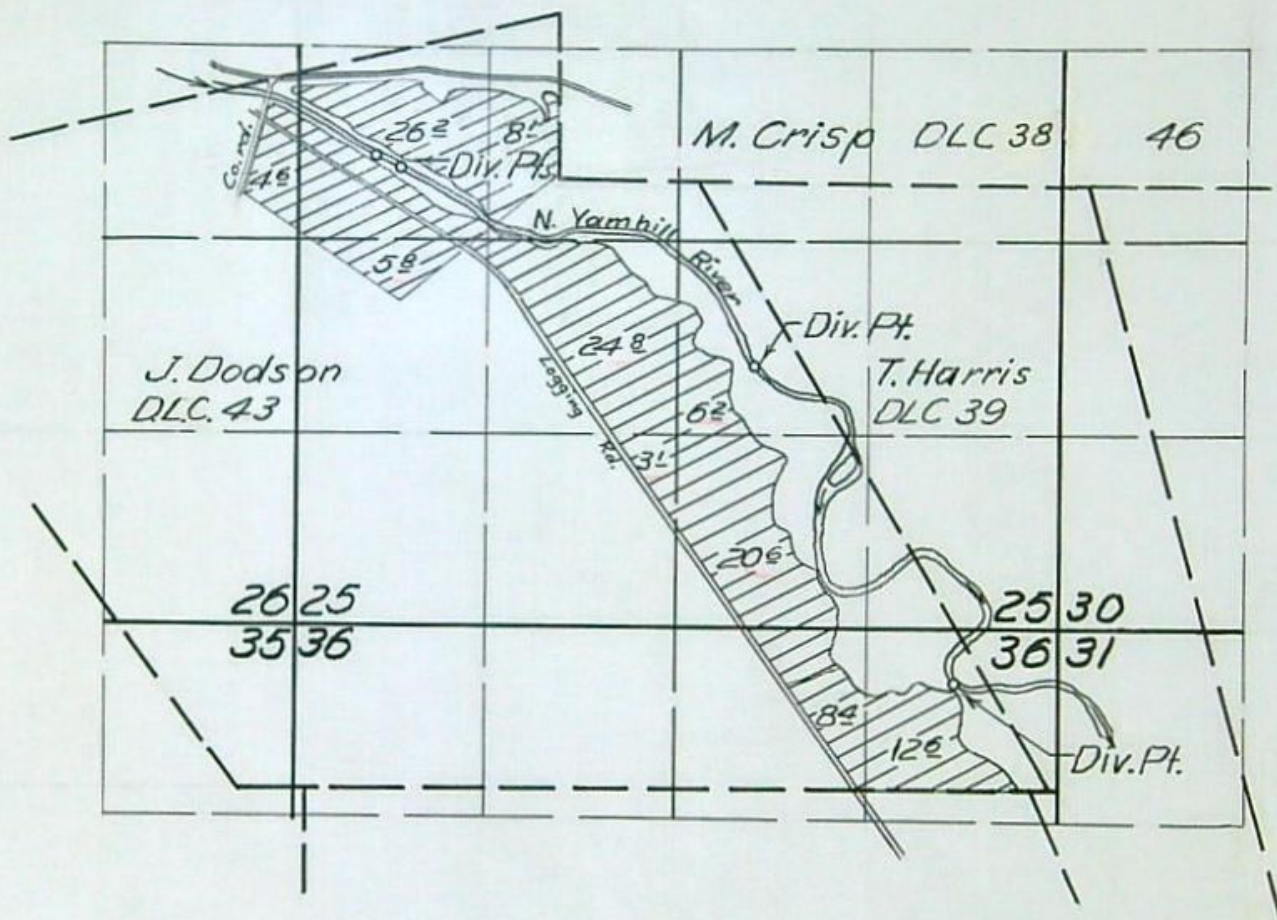 M. Crisp DLC 38
46
26 2
8 1
Div. Pts.
Co. rd.
4 6
N. Yamhill River
5 8
Div. Pt.
24 8
J. Dodson
DLC. 43
T. Harris
DLC 39
Logging Rd.
6 2
3 1
20 6
26 25
35 36
25 30
36 31
8 4
12 6
Div. Pt.